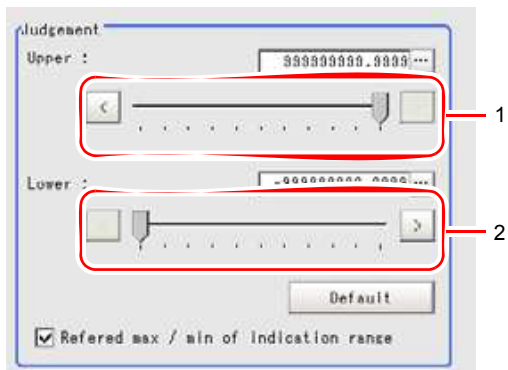 Judgement
Upper :
999999999.9999 ...
<
1
Lower :
-999999999.9999 ...
>
2
Default
Refered max / min of indication range